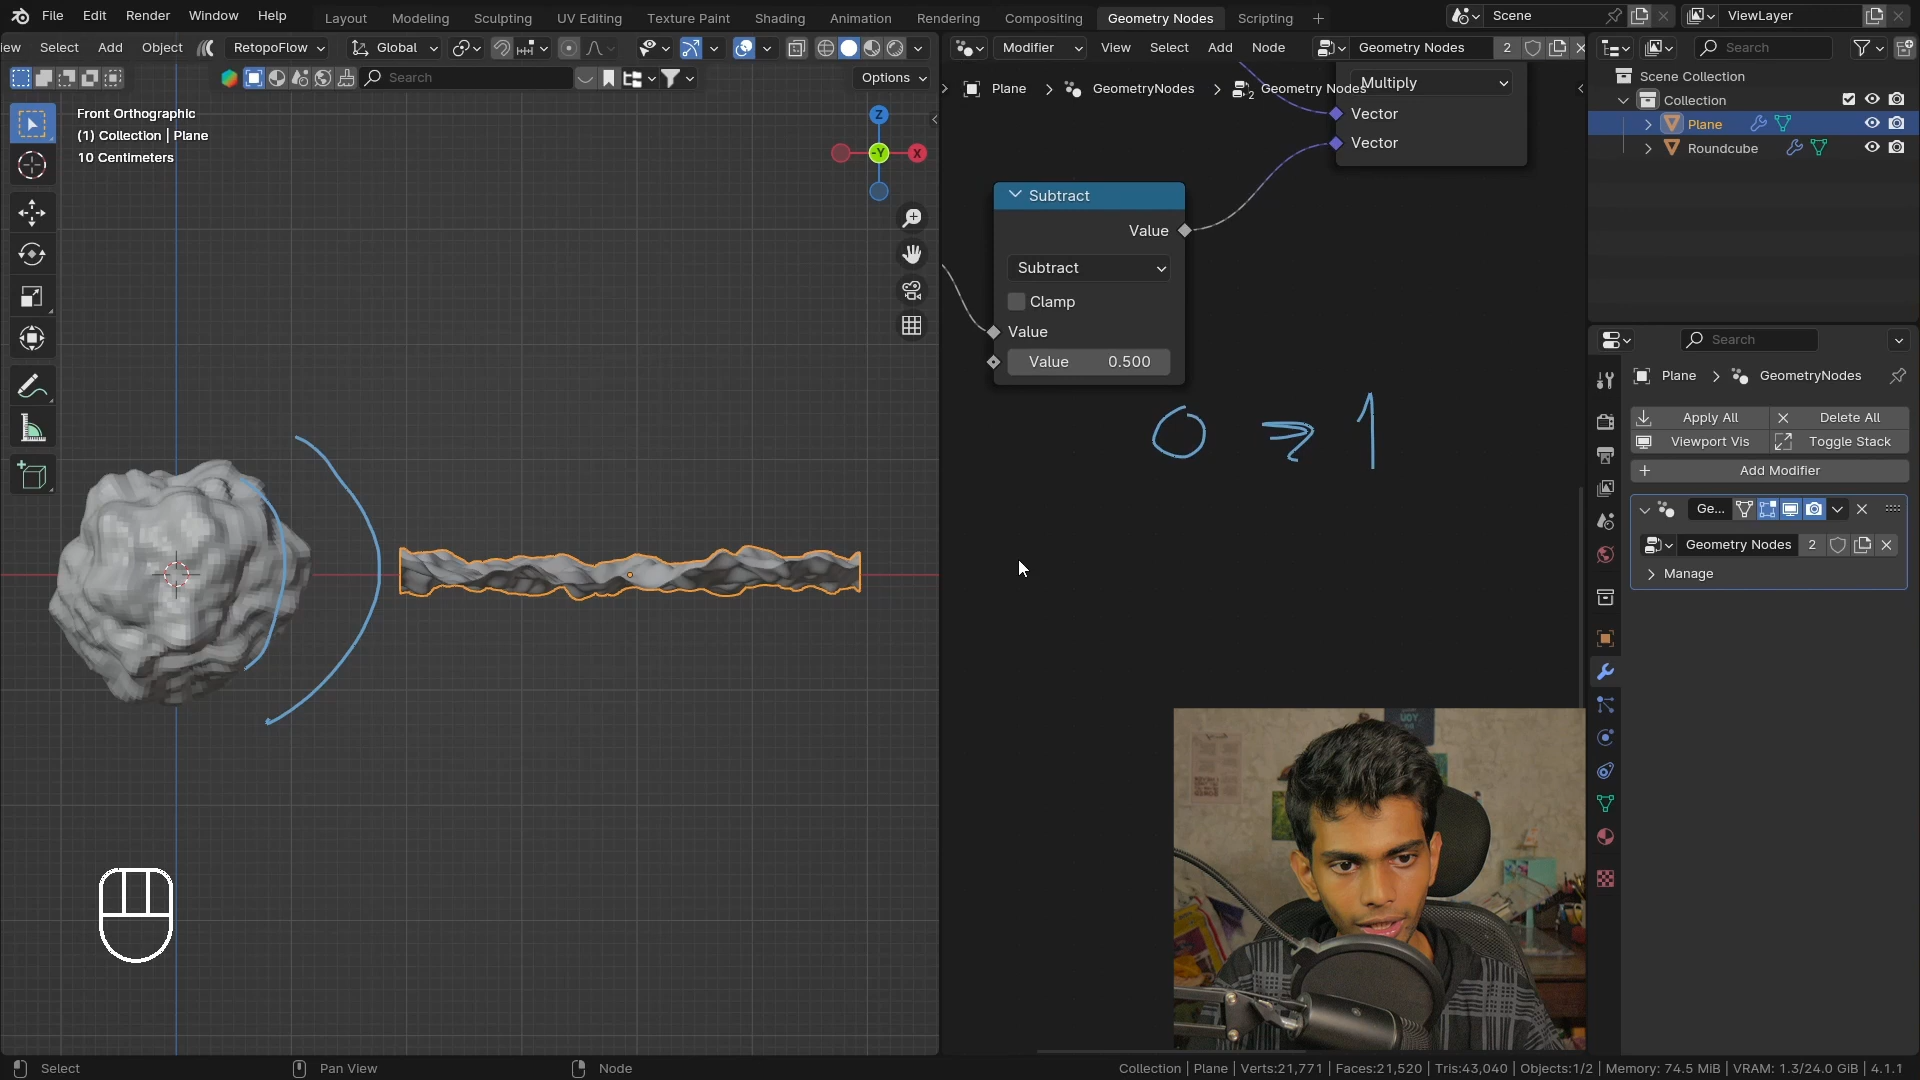 File Edit Render Window Help Layout Modeling Sculpting UV Editing Texture Paint Shading Animation Rendering Compositing Geometry Nodes Scripting + Scene ViewLayer
ew Select Add Object RetopoFlow Global Modifier View Select Add Node Geometry Nodes 2 Search
Search Options
Scene Collection
Plane GeometryNodes 2 Geometry Nodes
Collection
Plane
Roundcube
Front Orthographic
(1) Collection | Plane
10 Centimeters
Z
-Y
X
Multiply
Vector
Vector
Subtract
Value
Subtract
Clamp
Value
Value 0.500
0 → 1
Search
Plane GeometryNodes
Apply All Delete All
Viewport Vis Toggle Stack
Add Modifier
Ge...
Geometry Nodes 2
Manage
Select Pan View Node Collection | Plane | Verts:21,771 | Faces:21,520 | Tris:43,040 | Objects:1/2 | Memory: 74.5 MiB | VRAM: 1.3/24.0 GiB | 4.1.1